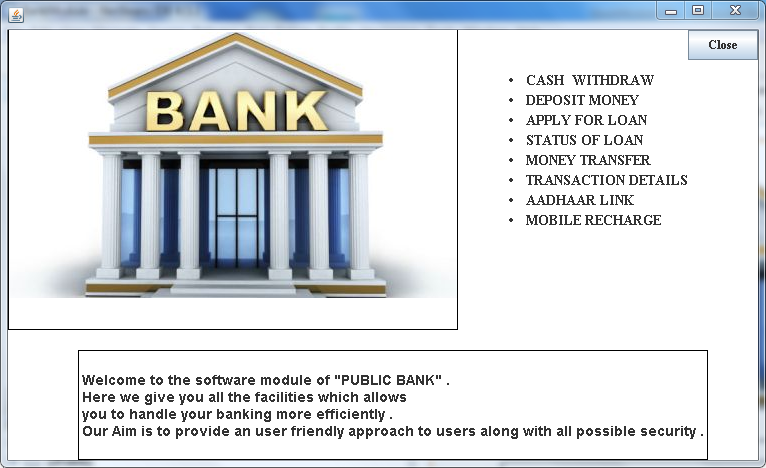 Close
BANK
• CASH  WITHDRAW
• DEPOSIT MONEY
• APPLY FOR LOAN
• STATUS OF LOAN
• MONEY TRANSFER
• TRANSACTION DETAILS
• AADHAAR LINK
• MOBILE RECHARGE
Welcome to the software module of "PUBLIC BANK" .
Here we give you all the facilities which allows
you to handle your banking more efficiently .
Our Aim is to provide an user friendly approach to users along with all possible security .